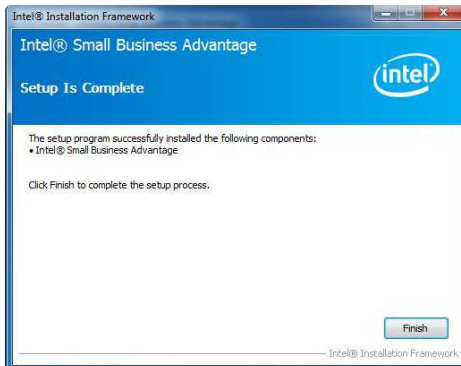 Intel® Installation Framework
Intel® Small Business Advantage
Setup Is Complete
intel
The setup program successfully installed the following components:
• Intel® Small Business Advantage
Click Finish to complete the setup process.
Finish
Intel® Installation Framework